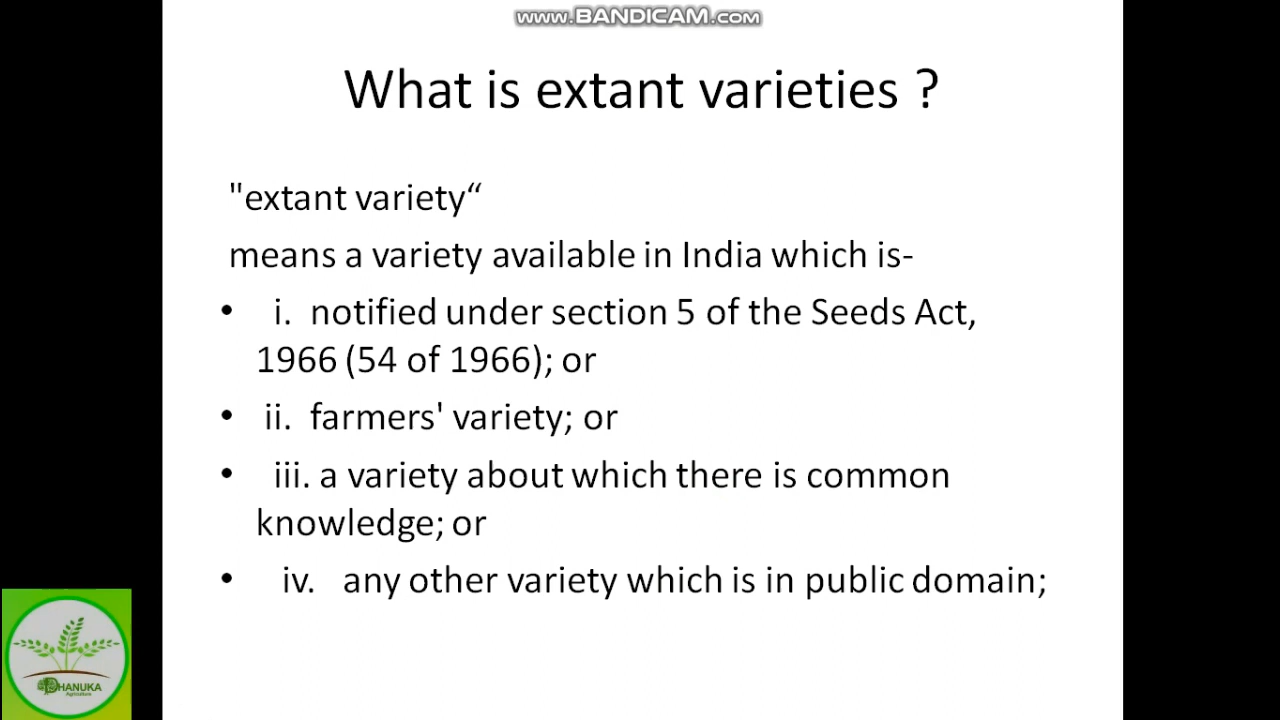 www.BANDICAM.com
What is extant varieties ?
"extant variety“
means a variety available in India which is-
• i. notified under section 5 of the Seeds Act,
1966 (54 of 1966); or
• ii. farmers' variety; or
• iii. a variety about which there is common
knowledge; or
• iv. any other variety which is in public domain;
DHANUKA
Agriculture